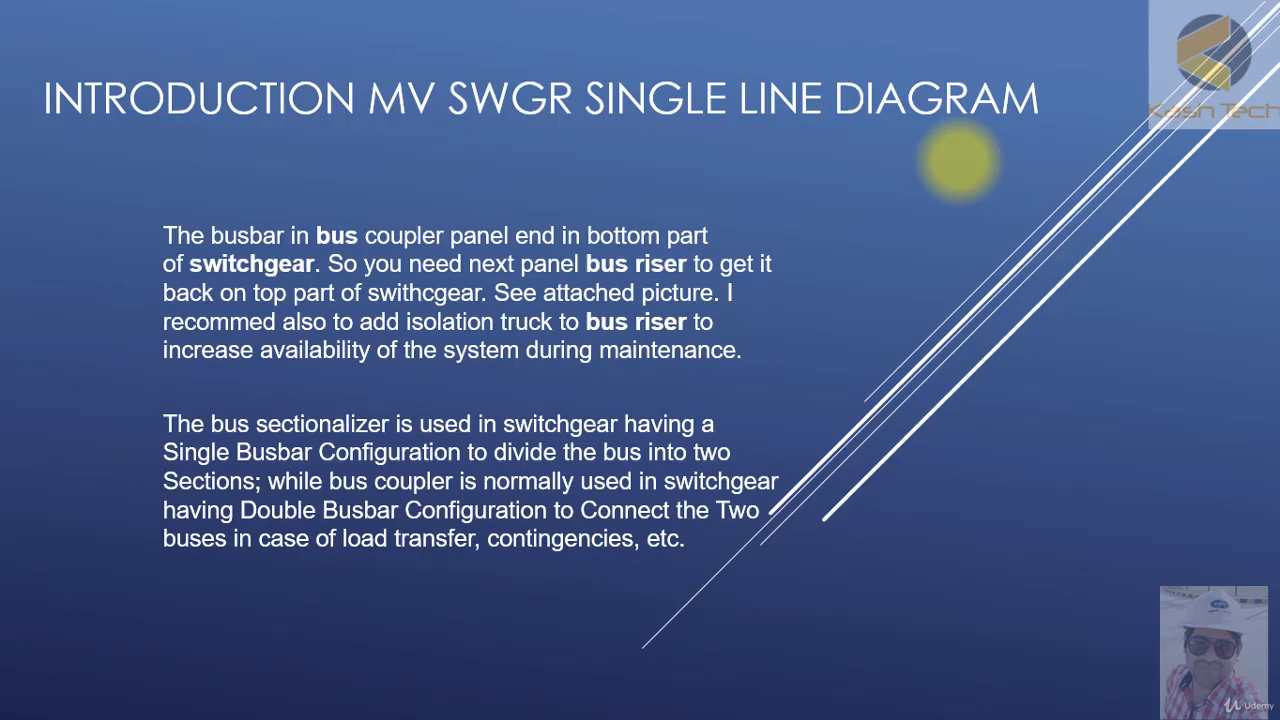 INTRODUCTION MV SWGR SINGLE LINE DIAGRAM
Kasn Tech
The busbar in bus coupler panel end in bottom part
of switchgear. So you need next panel bus riser to get it
back on top part of swithcgear. See attached picture. I
recommed also to add isolation truck to bus riser to
increase availability of the system during maintenance.
The bus sectionalizer is used in switchgear having a
Single Busbar Configuration to divide the bus into two
Sections; while bus coupler is normally used in switchgear
having Double Busbar Configuration to Connect the Two
buses in case of load transfer, contingencies, etc.
Udemy